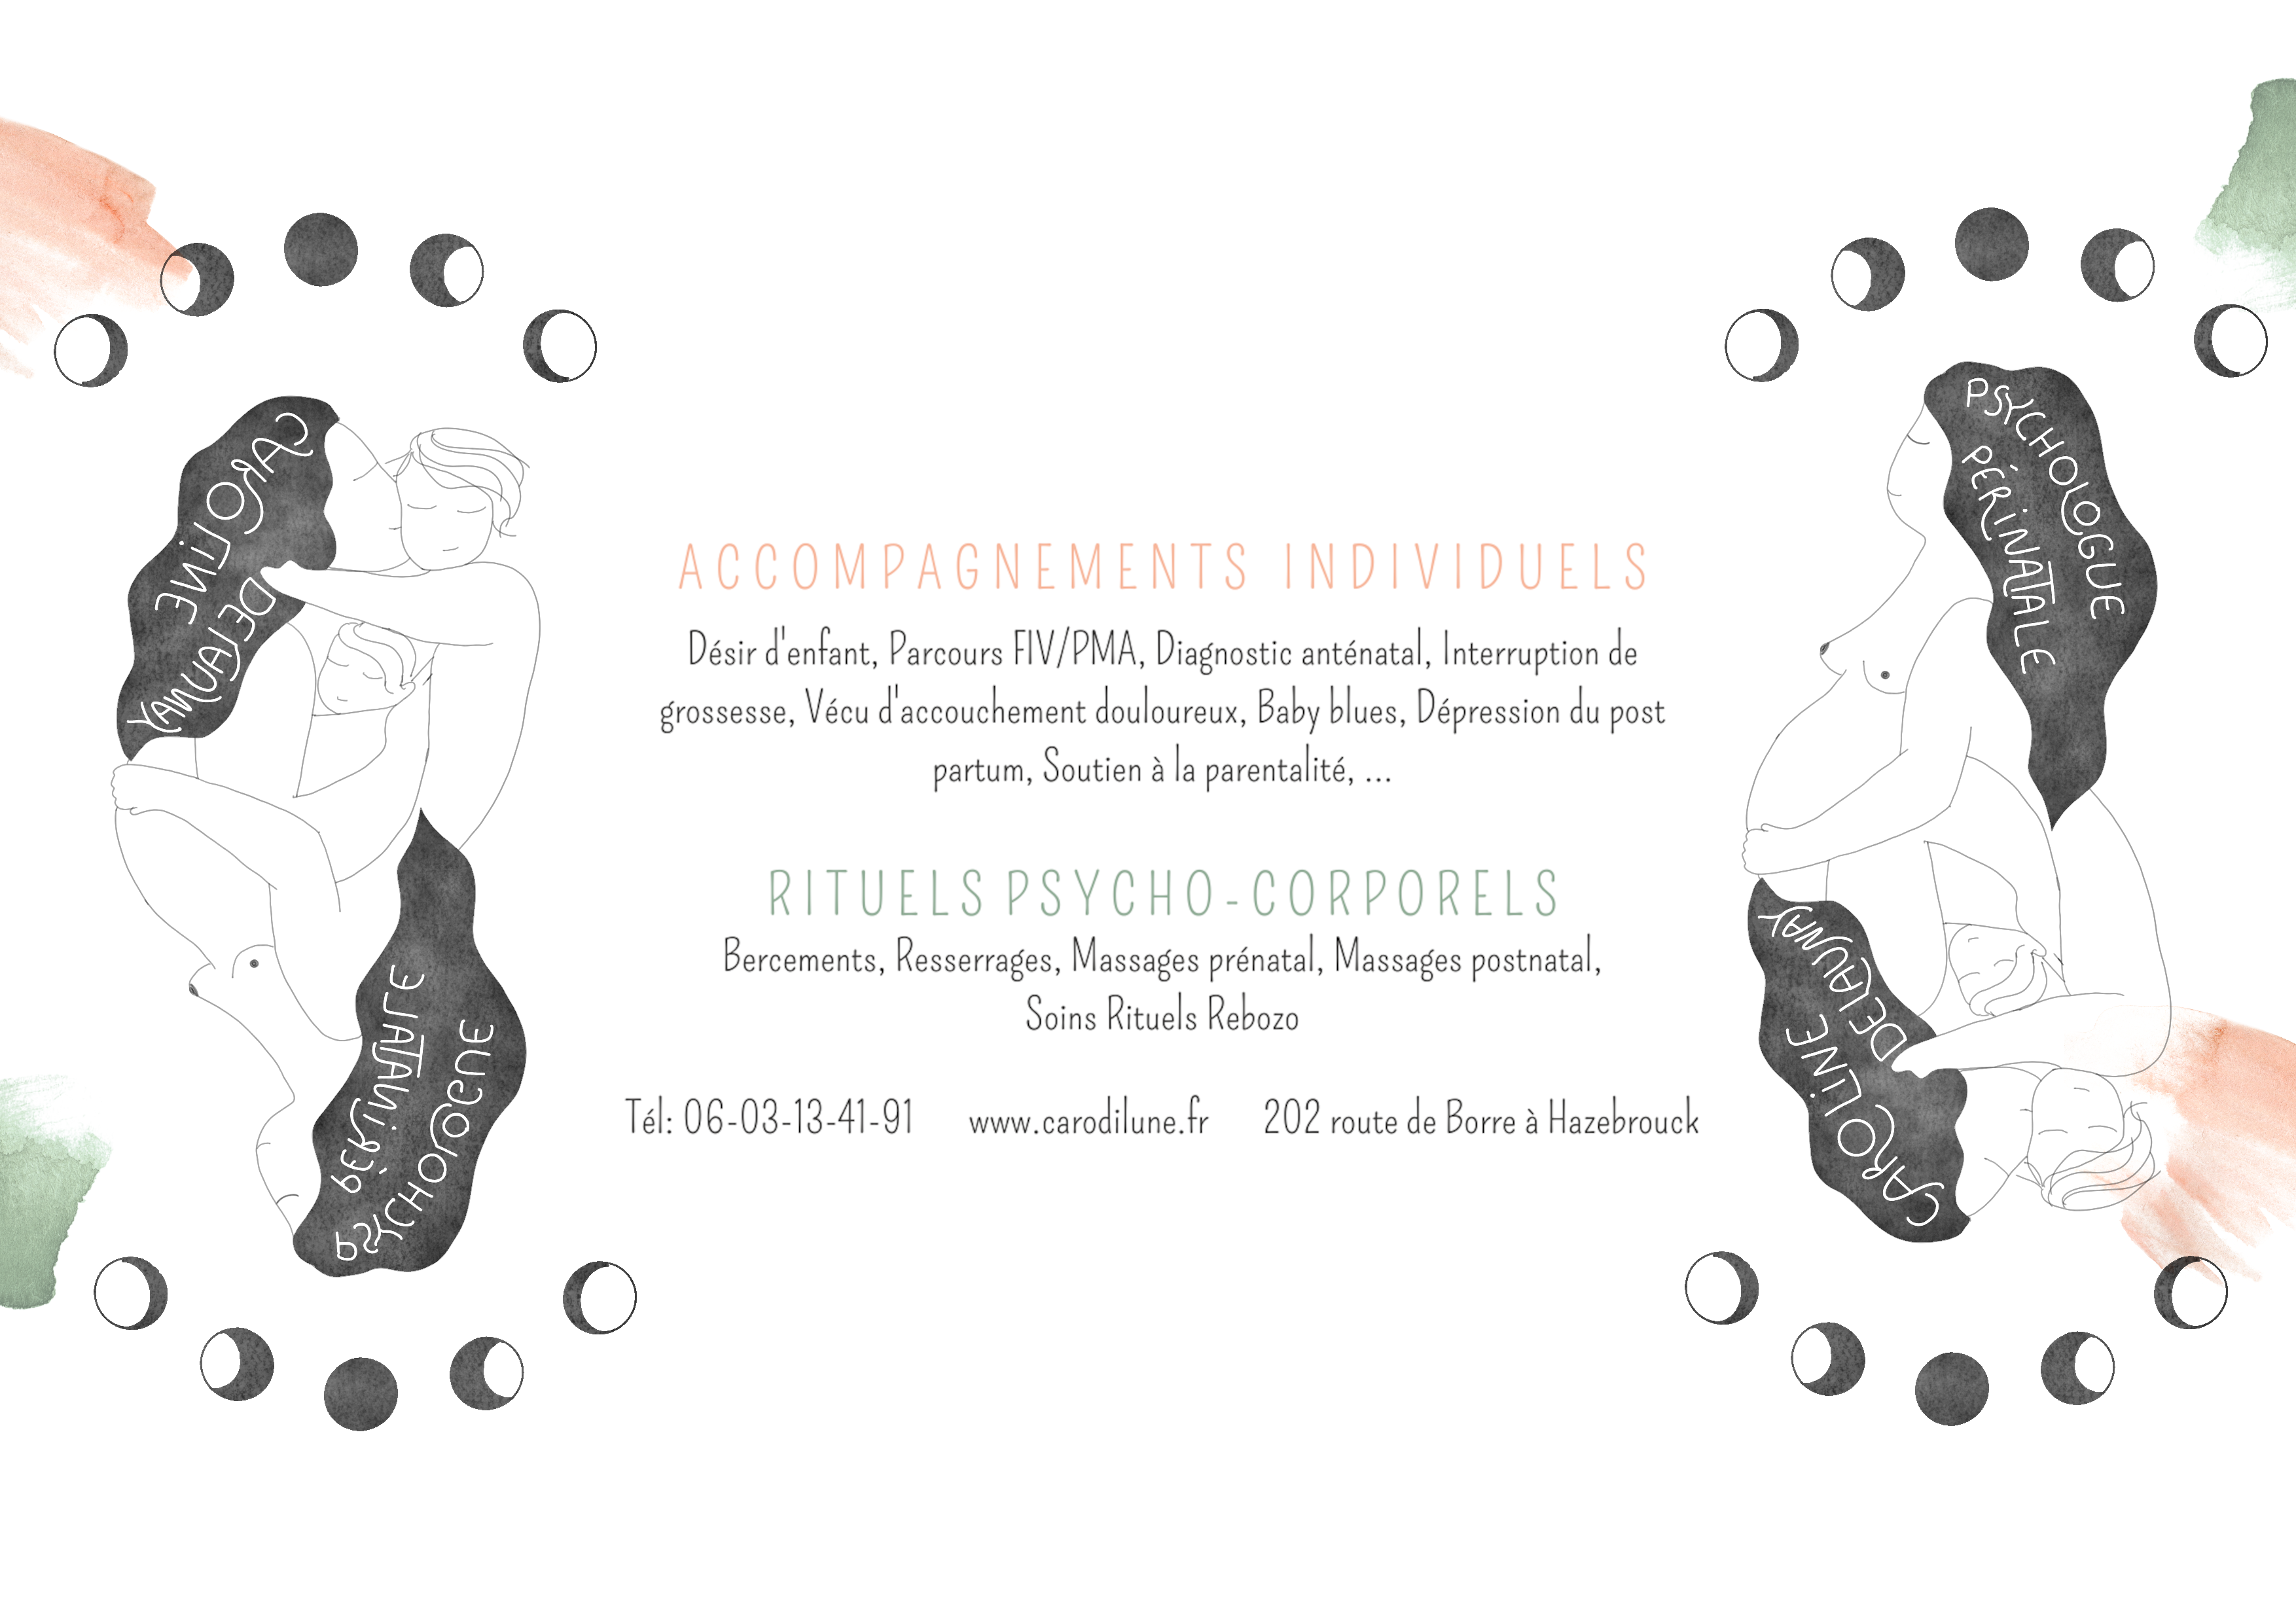 CAROLINE
DELAUNAY
PSYCHOLOGUE
PÉRINATALE
ACCOMPAGNEMENTS INDIVIDUELS
Désir d'enfant, Parcours FIV/PMA, Diagnostic anténatal, Interruption de
grossesse, Vécu d'accouchement douloureux, Baby blues, Dépression du post
partum, Soutien à la parentalité, ...
RITUELS PSYCHO-CORPORELS
Bercements, Resserrages, Massages prénatal, Massages postnatal,
Soins Rituels Rebozo
Tél: 06-03-13-41-91 www.carodilune.fr 202 route de Borre à Hazebrouck
PSYCHOLOGUE
PÉRINATALE
CAROLINE
DELAUNAY